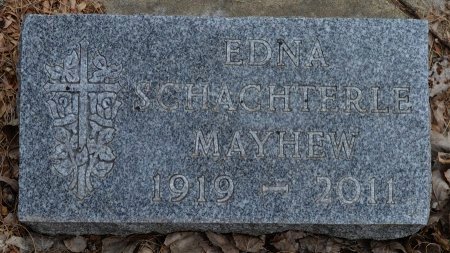 EDNA
SCHACHTERLE
MAYHEW
1919 – 2011